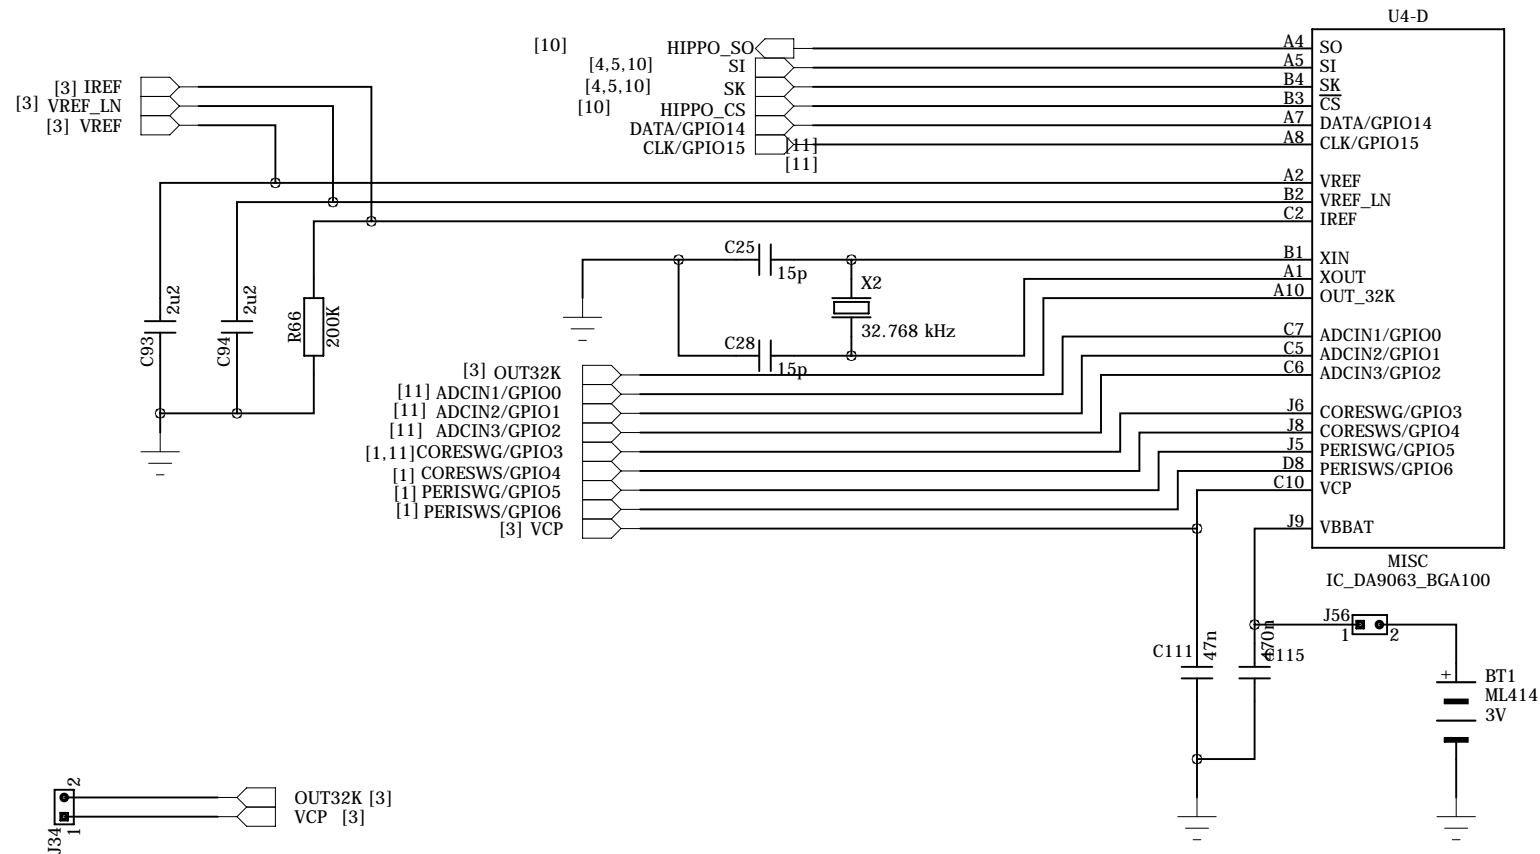 U4-D
[10] HIPPO_SO A4 SO
[4,5,10] SI A5 SI
[4,5,10] SK B4 SK
[10] HIPPO_CS B3 CS
DATA/GPIO14 A7 DATA/GPIO14
CLK/GPIO15 [11] A8 CLK/GPIO15
[11]
[3] IREF
[3] VREF_LN
[3] VREF
A2 VREF
B2 VREF_LN
C2 IREF
C25 15p B1 XIN
A1 XOUT
X2 A10 OUT_32K
32.768 kHz
C28 15p
C93 2u2
C94 2u2
R66 200K
C7 ADCIN1/GPIO0
C5 ADCIN2/GPIO1
C6 ADCIN3/GPIO2
J6 CORESWG/GPIO3
J8 CORESWS/GPIO4
J5 PERISWG/GPIO5
D8 PERISWS/GPIO6
C10 VCP
J9 VBBAT
[3] OUT32K
[11] ADCIN1/GPIO0
[11] ADCIN2/GPIO1
[11] ADCIN3/GPIO2
[1,11] CORESWG/GPIO3
[1] CORESWS/GPIO4
[1] PERISWG/GPIO5
[1] PERISWS/GPIO6
[3] VCP
MISC
IC_DA9063_BGA100
J56
1 2
C111 47n
470n C115
+ BT1
ML414
3V
J34
2 OUT32K [3]
1 VCP [3]